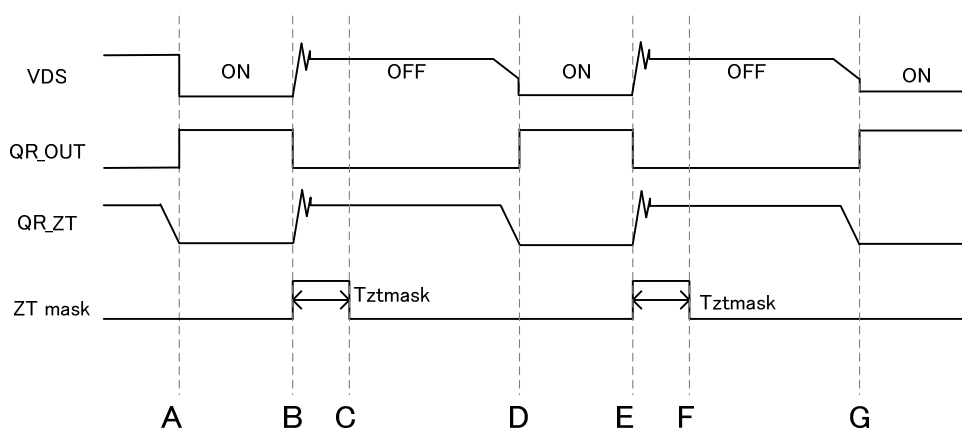 VDS
ON
OFF
ON
OFF
ON
QR_OUT
QR_ZT
ZT mask
Tztmask
Tztmask
A B C D E F G